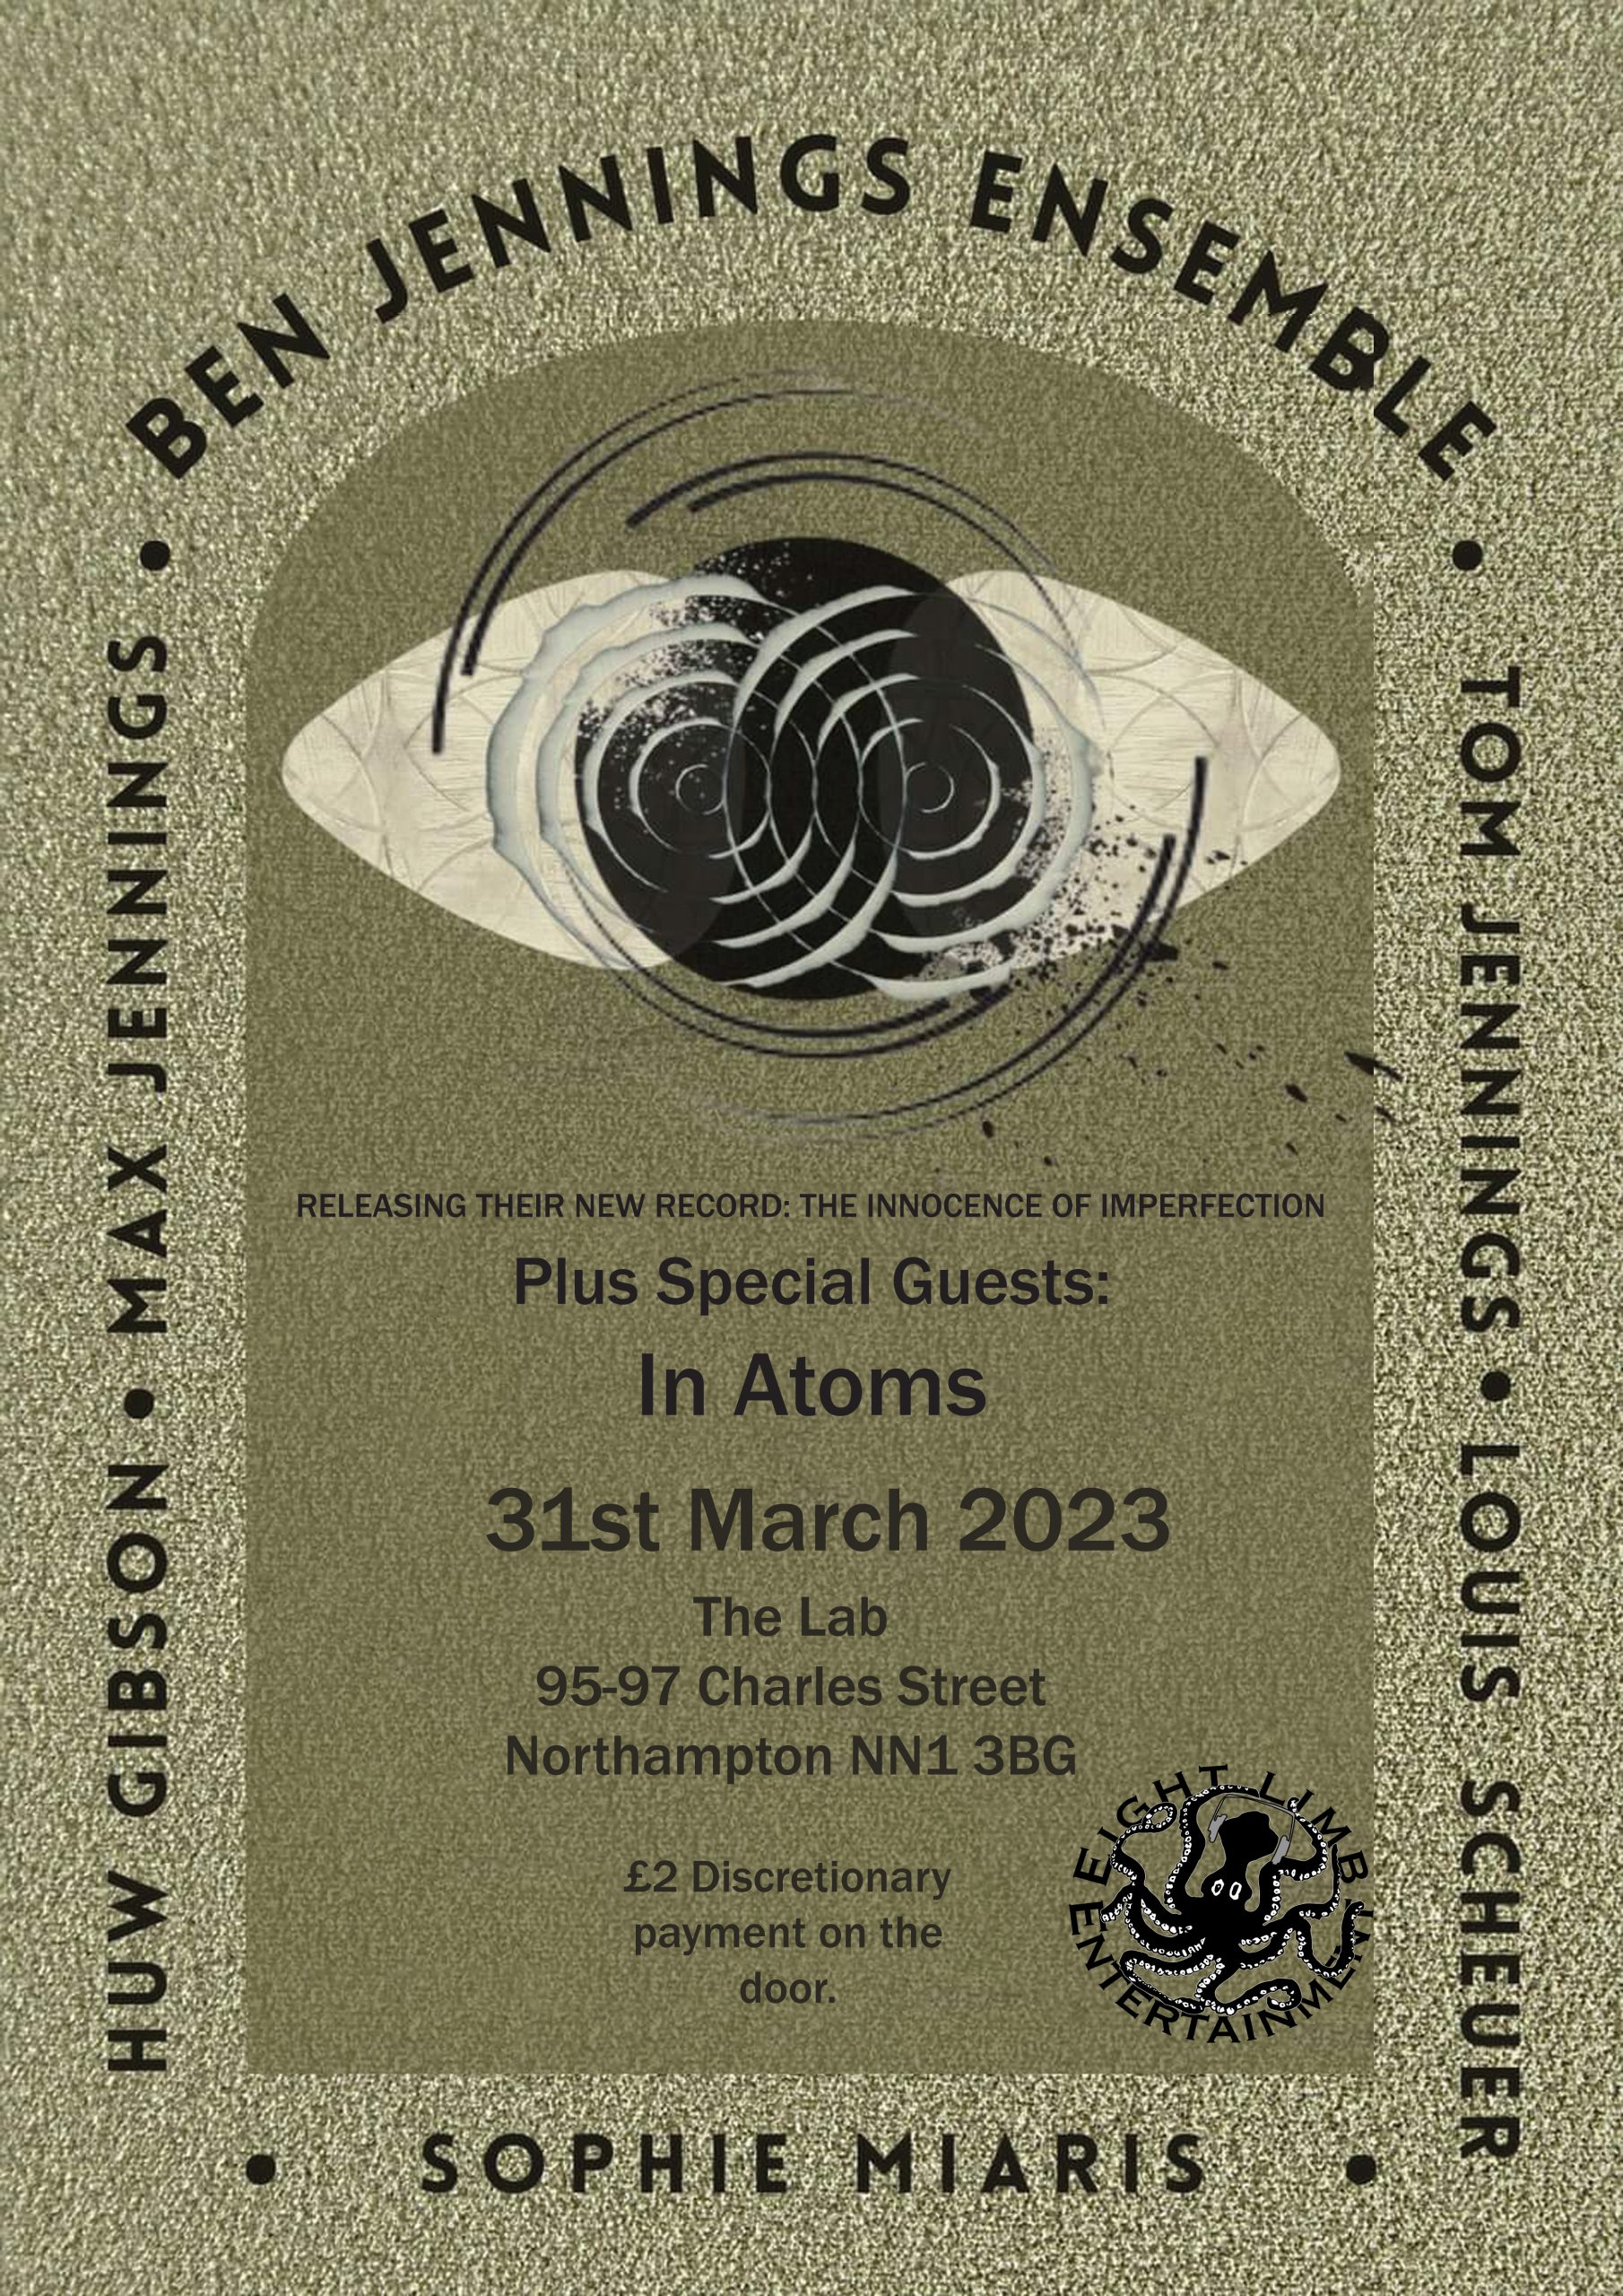 BEN JENNINGS ENSEMBLE
• TOM JENNINGS • LOUIS SCHEUER
• SOPHIE MIARIS •
HUW GIBSON • MAX JENNINGS •
RELEASING THEIR NEW RECORD: THE INNOCENCE OF IMPERFECTION
Plus Special Guests:
In Atoms
31st March 2023
The Lab
95-97 Charles Street
Northampton NN1 3BG
£2 Discretionary
payment on the
door.
EIGHT LIMB
ENTERTAINMENT